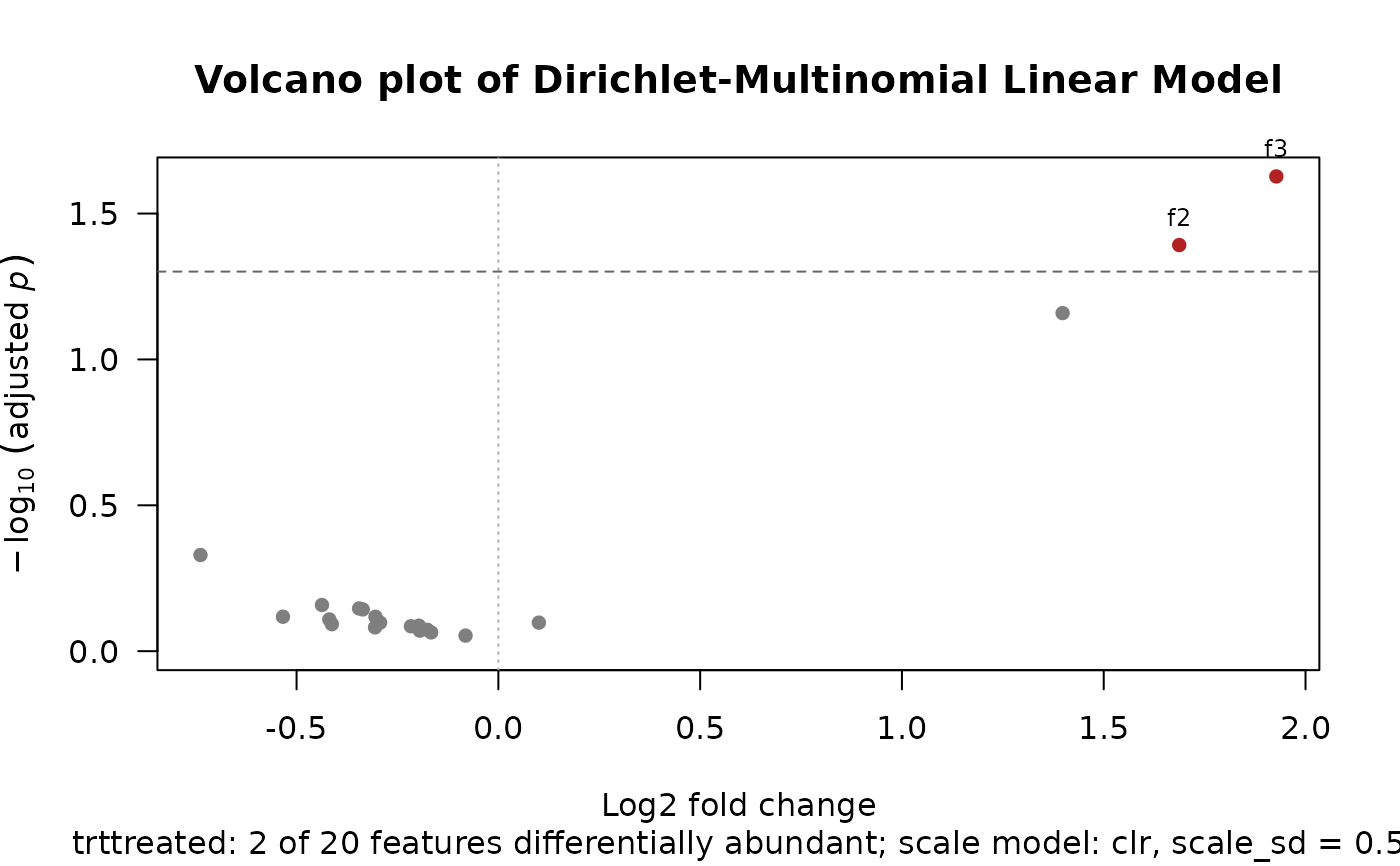 Volcano plot of Dirichlet-Multinomial Linear Model
f3
f2
1.5
1.0
0.5
0.0
−log10 (adjusted p)
-0.5 0.0 0.5 1.0 1.5 2.0
Log2 fold change
trttreated: 2 of 20 features differentially abundant; scale model: clr, scale_sd = 0.5